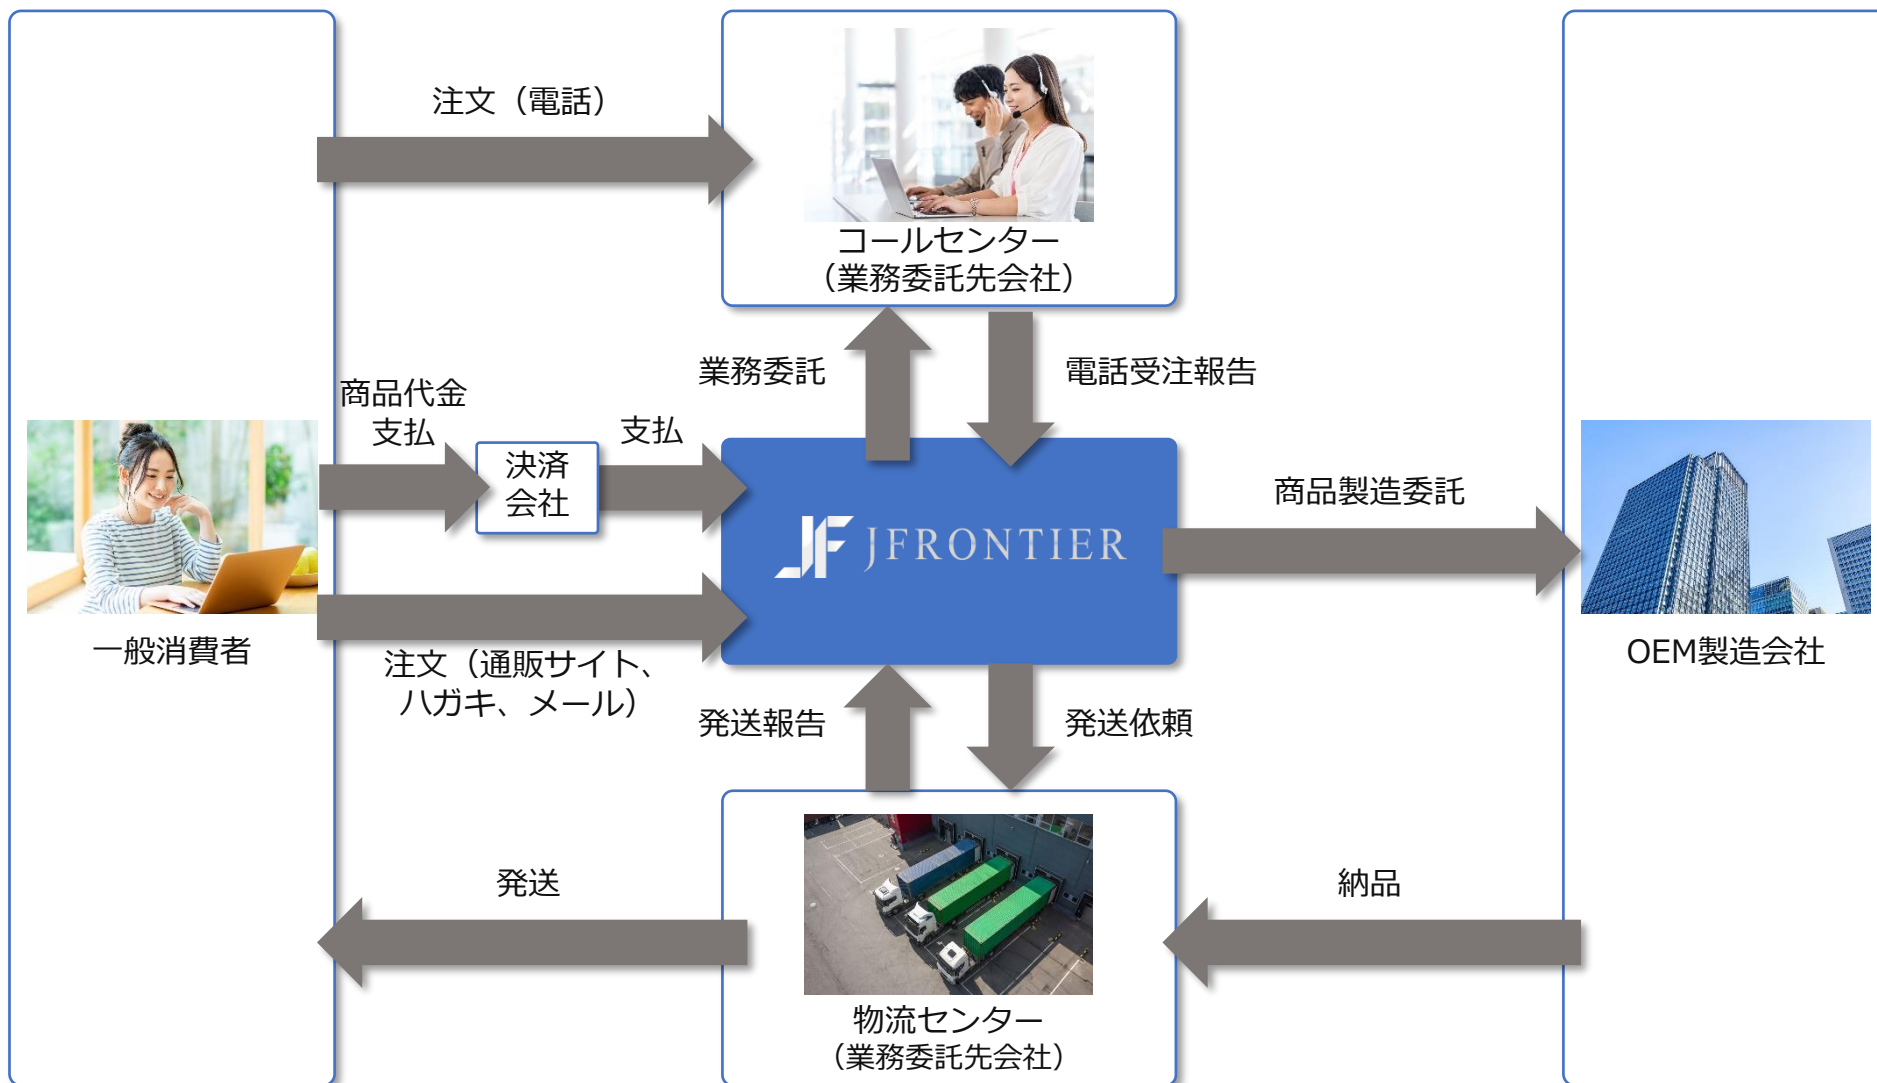 注文（電話）
コールセンター
（業務委託先会社）
業務委託
電話受注報告
商品代金
支払
支払
決済
会社
JF JFRONTIER
商品製造委託
一般消費者
OEM製造会社
注文（通販サイト、
ハガキ、メール）
発送報告
発送依頼
発送
納品
物流センター
（業務委託先会社）